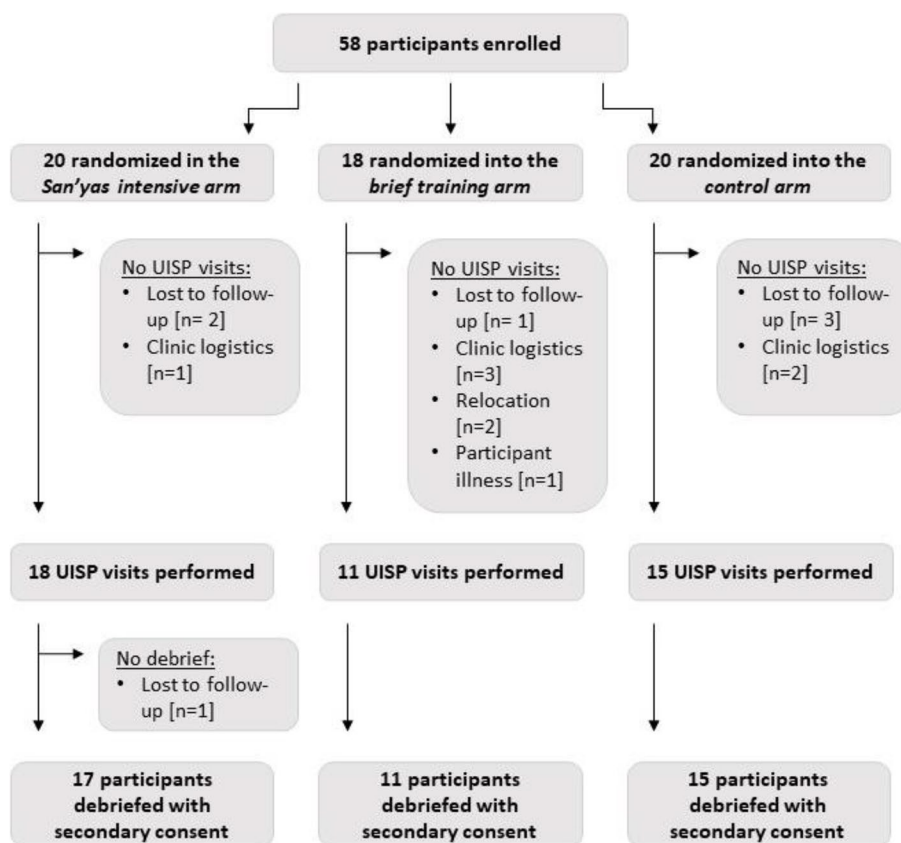 58 participants enrolled
20 randomized in the
San'yas intensive arm
18 randomized into the
brief training arm
20 randomized into the
control arm
No UISP visits:
• Lost to follow-
up [n= 2]
• Clinic logistics
[n=1]
No UISP visits:
• Lost to follow-
up [n= 1]
• Clinic logistics
[n=3]
• Relocation
[n=2]
• Participant
illness [n=1]
No UISP visits:
• Lost to follow-
up [n= 3]
• Clinic logistics
[n=2]
18 UISP visits performed
11 UISP visits performed
15 UISP visits performed
No debrief:
• Lost to follow-
up [n=1]
17 participants
debriefed with
secondary consent
11 participants
debriefed with
secondary consent
15 participants
debriefed with
secondary consent